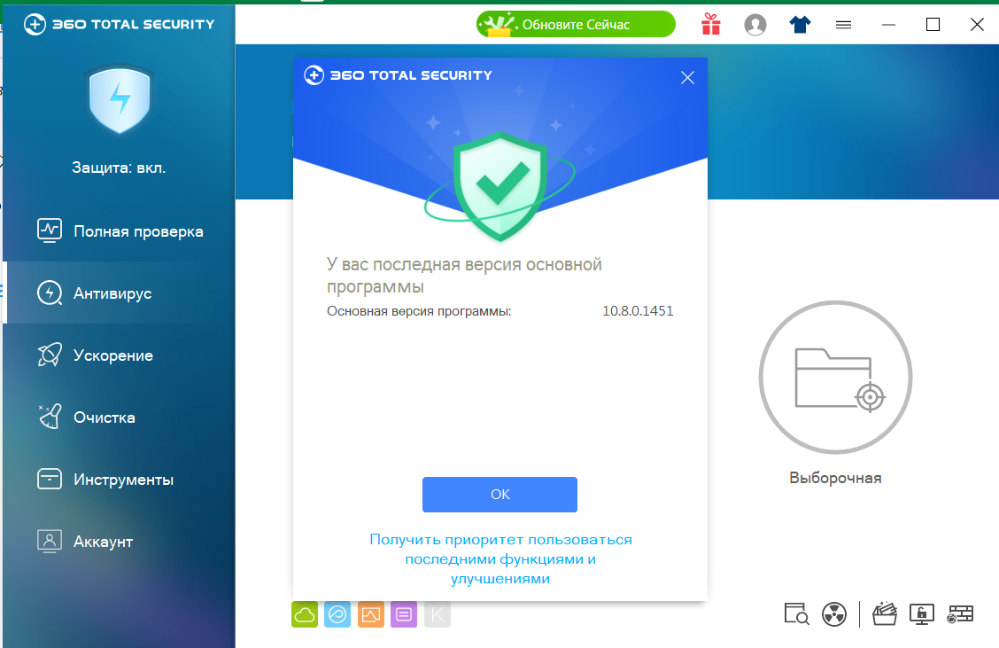 360 TOTAL SECURITY
Обновите Сейчас
Защита: вкл.
Полная проверка
Антивирус
Ускорение
Очистка
Инструменты
Аккаунт
360 TOTAL SECURITY
У вас последная версия основной
программы
Основная версия программы: 10.8.0.1451
OK
Получить приоритет пользоваться
последними функциями и
улучшениями
Выборочная
K